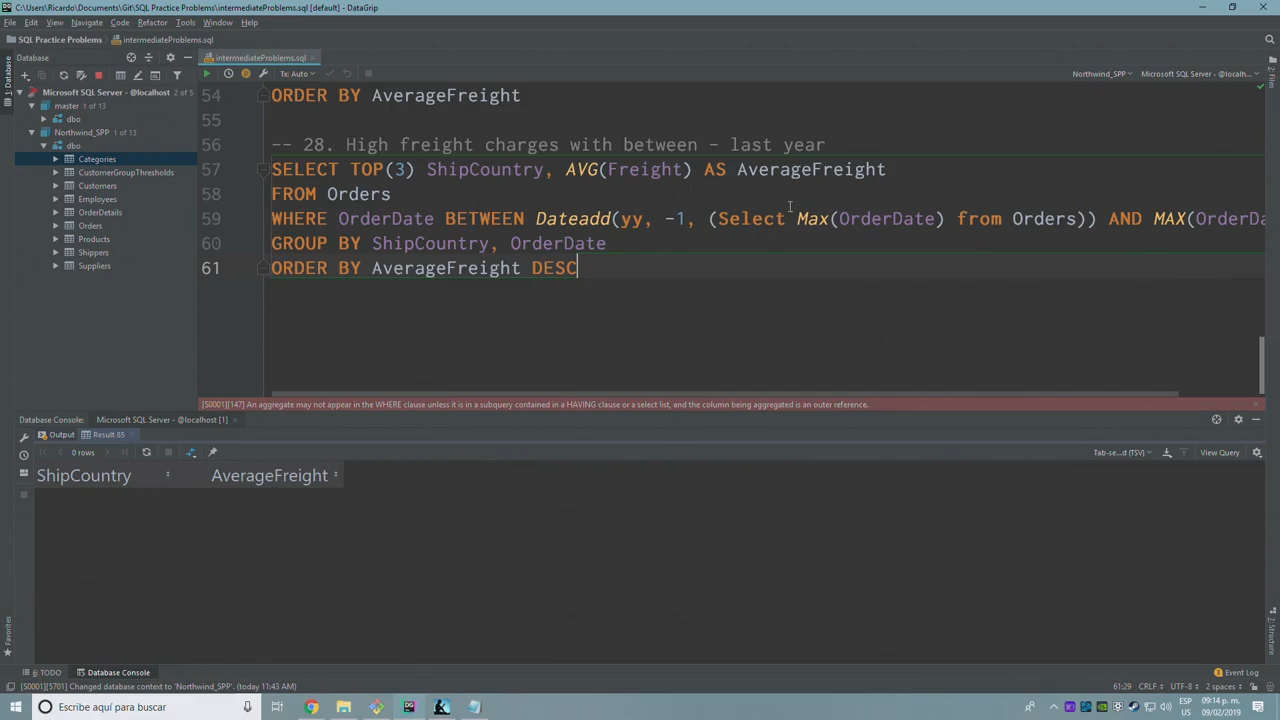 C:\Users\Ricardo\Documents\Git\SQL Practice Problems\intermediateProblems.sql [default] - DataGrip
File Edit View Navigate Code Refactor Tools Window Help
SQL Practice Problems intermediateProblems.sql
Database
intermediateProblems.sql
1: Database
2: Files
Tx: Auto
Northwind_SPP
Microsoft SQL Server - @localh...
Microsoft SQL Server - @localhost 2 of 5
master 1 of 13
dbo
Northwind_SPP 1 of 13
dbo
Categories
CustomerGroupThresholds
Customers
Employees
OrderDetails
Orders
Products
Shippers
Suppliers
54 ORDER BY AverageFreight
55
56 -- 28. High freight charges with between - last year
57 SELECT TOP(3) ShipCountry, AVG(Freight) AS AverageFreight
58 FROM Orders
59 WHERE OrderDate BETWEEN Dateadd(yy, -1, (Select Max(OrderDate) from Orders)) AND MAX(OrderDa
60 GROUP BY ShipCountry, OrderDate
61 ORDER BY AverageFreight DESC
[S0001][147] An aggregate may not appear in the WHERE clause unless it is in a subquery contained in a HAVING clause or a select list, and the column being aggregated is an outer reference.
Database Console: Microsoft SQL Server - @localhost [1]
Output Result 85
0 rows
Tab-se...d (TSV)
View Query
ShipCountry AverageFreight
Favorites
Z: Structure
6: TODO Database Console
Event Log
[S0001][5701] Changed database context to 'Northwind_SPP'. (today 11:43 AM)
61:29 CRLF UTF-8 2 spaces
Escribe aquí para buscar
ESP
US
09:14 p. m.
09/02/2019